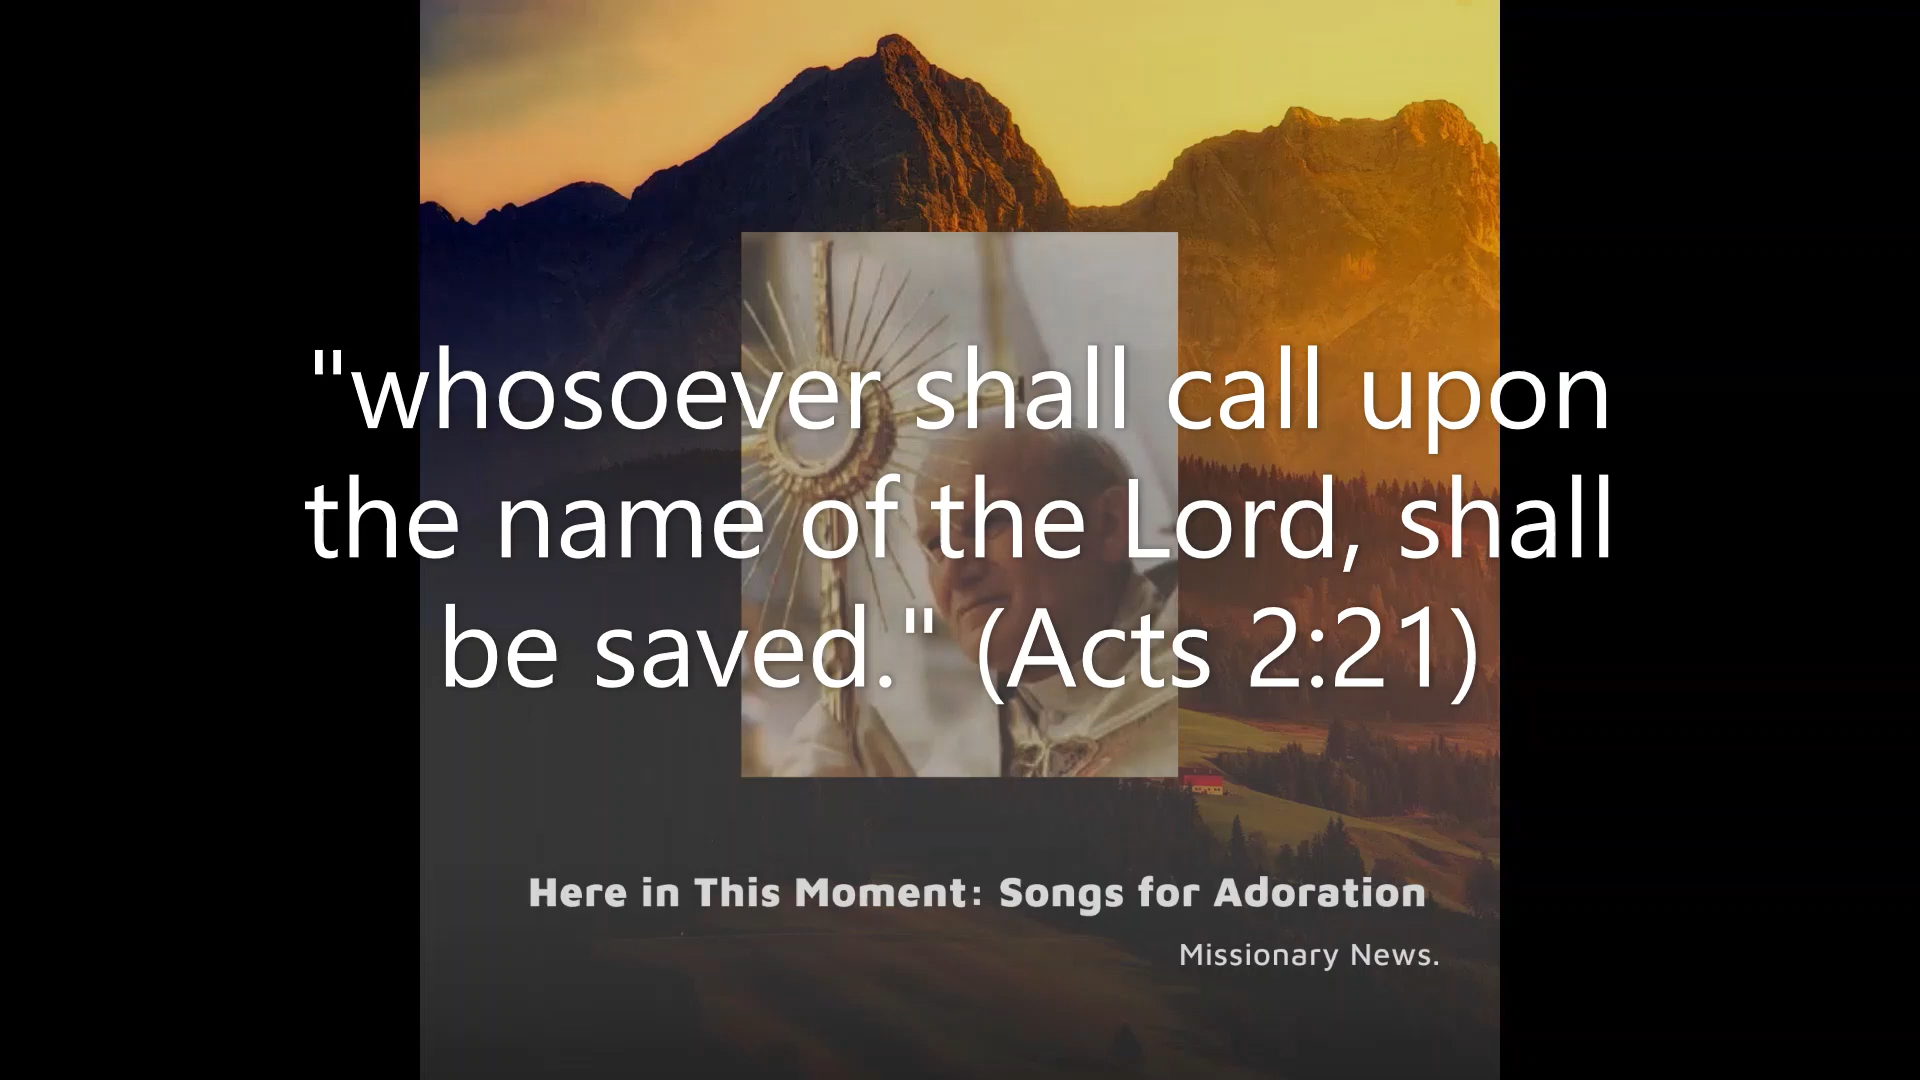 "whosoever shall call upon
the name of the Lord, shall
be saved." (Acts 2:21)
Here in This Moment: Songs for Adoration
Missionary News.